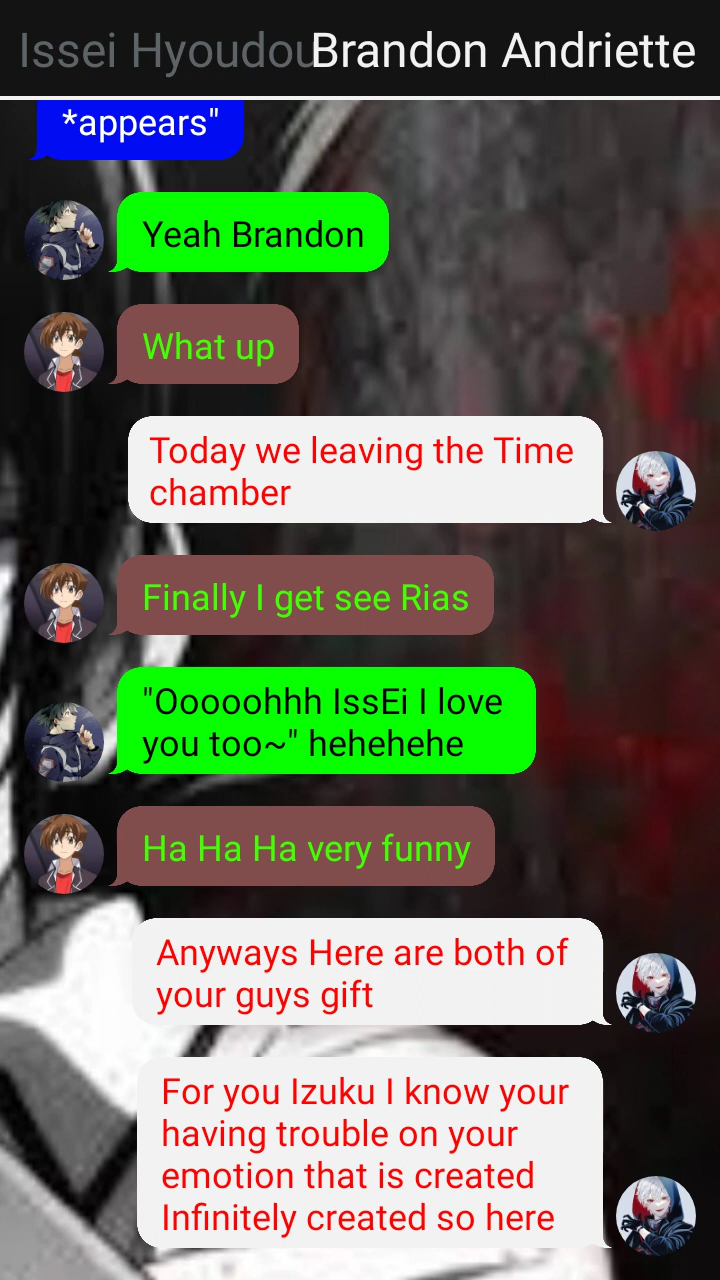 Issei Hyoudou Brandon Andriette
*appears"
Yeah Brandon
What up
Today we leaving the Time
chamber
Finally I get see Rias
"Ooooohhh IssEi I love
you too~" hehehehe
Ha Ha Ha very funny
Anyways Here are both of
your guys gift
For you Izuku I know your
having trouble on your
emotion that is created
Infinitely created so here